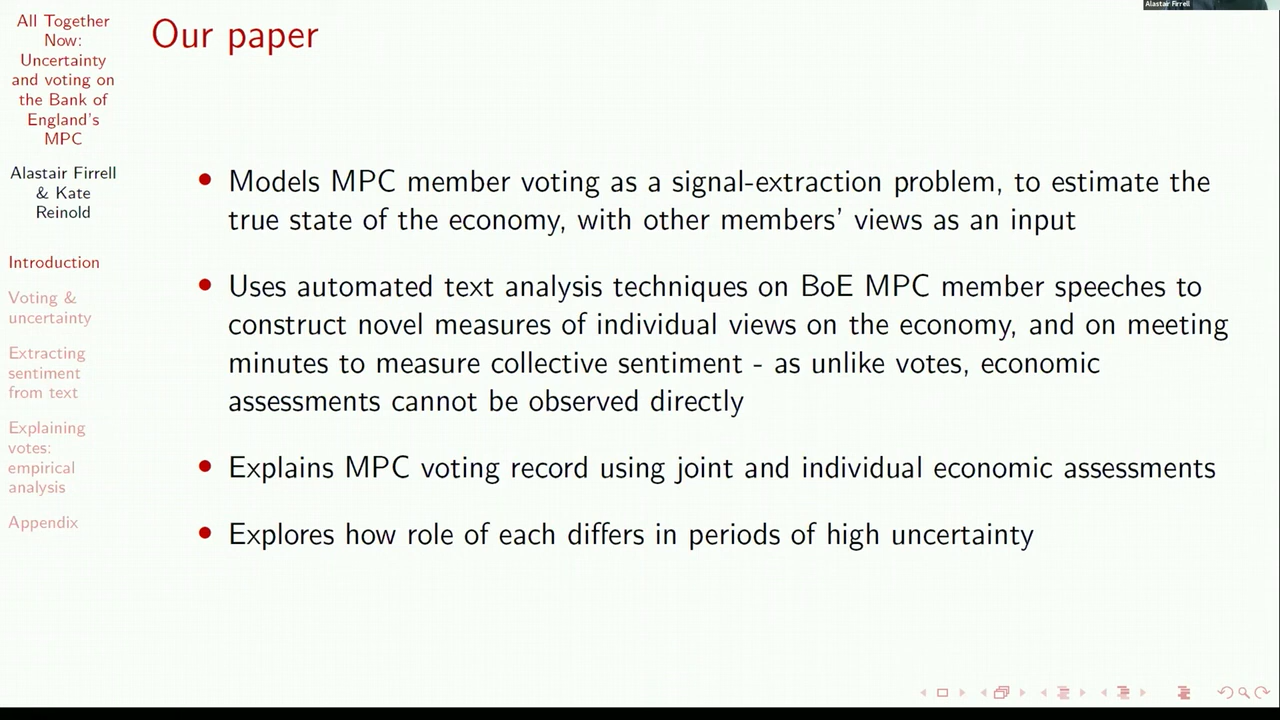 Alastair Firrell
All Together
Now:
Uncertainty
and voting on
the Bank of
England's
MPC
Alastair Firrell
& Kate
Reinold
Introduction
Voting &
uncertainty
Extracting
sentiment
from text
Explaining
votes:
empirical
analysis
Appendix
Our paper
• Models MPC member voting as a signal-extraction problem, to estimate the
true state of the economy, with other members' views as an input
• Uses automated text analysis techniques on BoE MPC member speeches to
construct novel measures of individual views on the economy, and on meeting
minutes to measure collective sentiment - as unlike votes, economic
assessments cannot be observed directly
• Explains MPC voting record using joint and individual economic assessments
• Explores how role of each differs in periods of high uncertainty